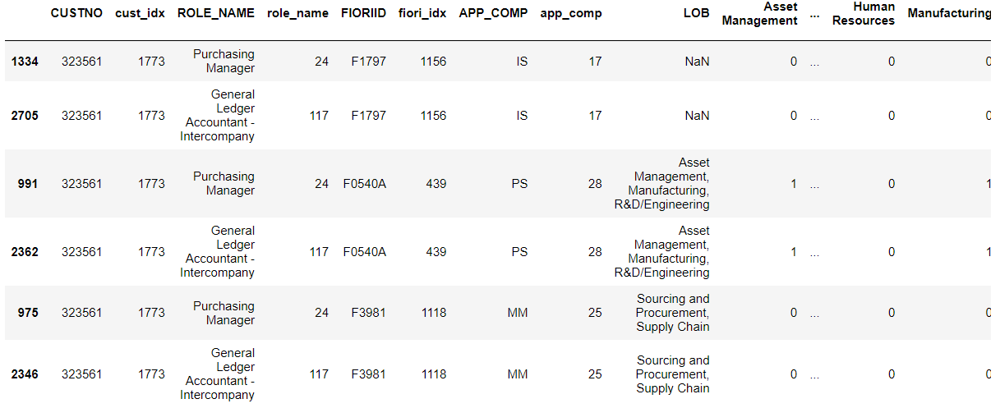 CUSTNO cust_idx ROLE_NAME role_name FIORIID fiori_idx APP_COMP app_comp LOB Asset Management ... Human Resources Manufacturing
1334 323561 1773 Purchasing Manager 24 F1797 1156 IS 17 NaN 0 ... 0 0
2705 323561 1773 General Ledger Accountant - Intercompany 117 F1797 1156 IS 17 NaN 0 ... 0 0
991 323561 1773 Purchasing Manager 24 F0540A 439 PS 28 Asset Management, Manufacturing, R&D/Engineering 1 ... 0 1
2362 323561 1773 General Ledger Accountant - Intercompany 117 F0540A 439 PS 28 Asset Management, Manufacturing, R&D/Engineering 1 ... 0 1
975 323561 1773 Purchasing Manager 24 F3981 1118 MM 25 Sourcing and Procurement, Supply Chain 0 ... 0 0
2346 323561 1773 General Ledger Accountant - Intercompany 117 F3981 1118 MM 25 Sourcing and Procurement, Supply Chain 0 ... 0 0